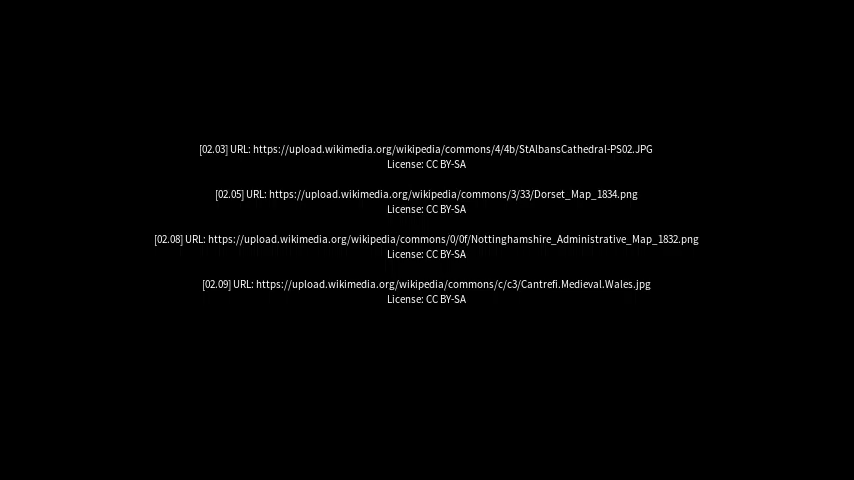 [02.03] URL: https://upload.wikimedia.org/wikipedia/commons/4/4b/StAlbansCathedral-PS02.JPG
License: CC BY-SA
[02.05] URL: https://upload.wikimedia.org/wikipedia/commons/3/33/Dorset_Map_1834.png
License: CC BY-SA
[02.08] URL: https://upload.wikimedia.org/wikipedia/commons/0/0f/Nottinghamshire_Administrative_Map_1832.png
License: CC BY-SA
[02.09] URL: https://upload.wikimedia.org/wikipedia/commons/c/c3/Cantrefi.Medieval.Wales.jpg
License: CC BY-SA